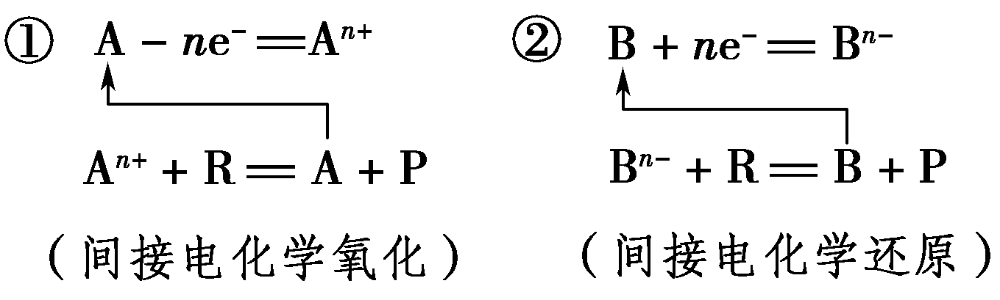 ① A − ne⁻ ══ Aⁿ⁺
② B + ne⁻ ══ Bⁿ⁻
Aⁿ⁺ + R ══ A + P
Bⁿ⁻ + R ══ B + P
（间接电化学氧化）
（间接电化学还原）